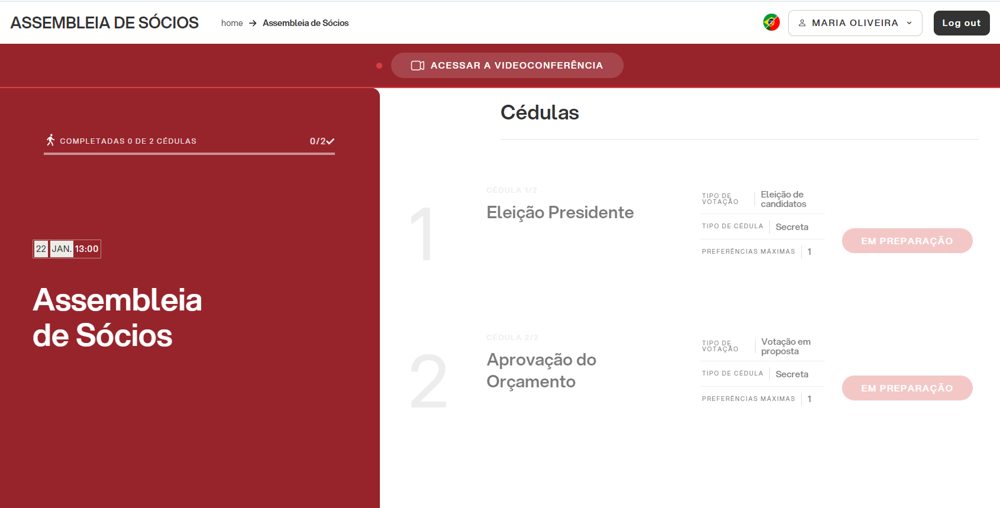 ASSEMBLEIA DE SÓCIOS
home → Assembleia de Sócios
MARIA OLIVEIRA
Log out
ACESSAR A VIDEOCONFERÊNCIA
COMPLETADAS 0 DE 2 CÉDULAS
0/2
22 JAN. 13:00
Assembleia
de Sócios
Cédulas
1
CÉDULA 1/2
Eleição Presidente
TIPO DE
VOTAÇÃO
Eleição de
candidatos
TIPO DE CÉDULA
Secreta
PREFERÊNCIAS MÁXIMAS
1
EM PREPARAÇÃO
2
CÉDULA 2/2
Aprovação do
Orçamento
TIPO DE
VOTAÇÃO
Votação em
proposta
TIPO DE CÉDULA
Secreta
PREFERÊNCIAS MÁXIMAS
1
EM PREPARAÇÃO